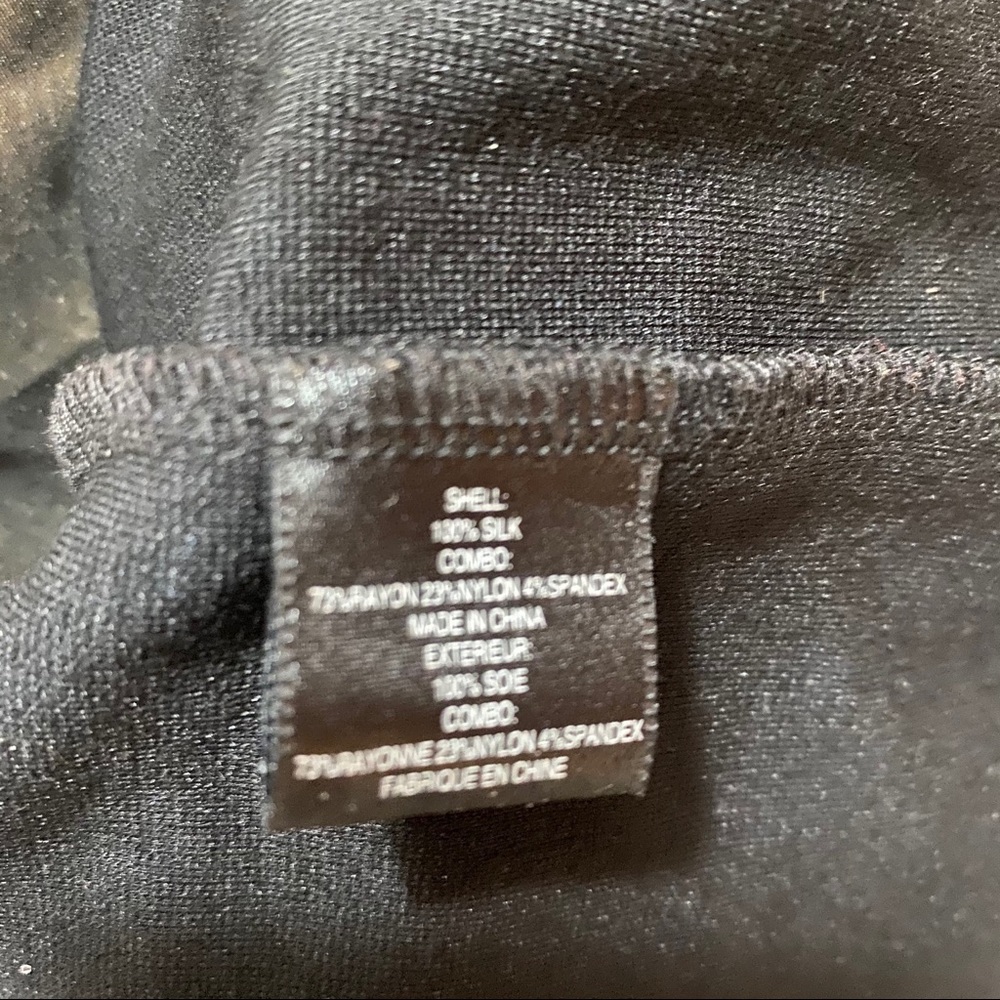 SHELL:
100% SILK
COMBO:
73%RAYON 23%NYLON 4%SPANDEX
MADE IN CHINA
EXTERIEUR:
100% SOIE
COMBO:
73%RAYONNE 23%NYLON 4%SPANDEX
FABRIQUE EN CHINE